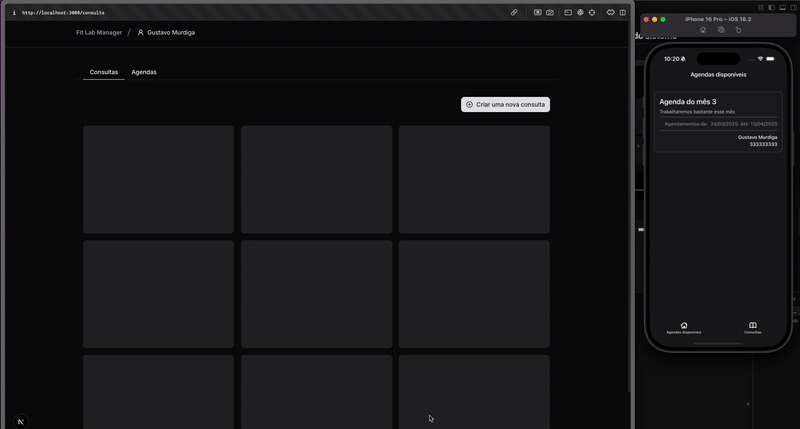 http://localhost:3000/consults
Fit Lab Manager / Gustavo Murdiga
Consultas Agendas
Criar uma nova consulta
N
iPhone 16 Pro – iOS 18.2
10:20
Agendas disponíveis
Agenda do mês 3
Trabalharemos bastante esse mês
Agendamentos de: 24/03/2025 Até 13/04/2025
Gustavo Murdiga
333333333
Agendas disponíveis
Consultas